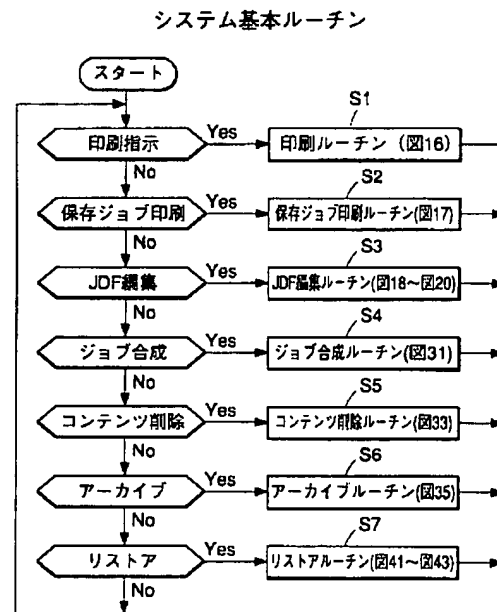 システム基本ルーチン
スタート
S1
印刷指示
Yes
印刷ルーチン (図16)
No
S2
保存ジョブ印刷
Yes
保存ジョブ印刷ルーチン(図17)
No
S3
JDF編集
Yes
JDF編集ルーチン(図18～図20)
No
S4
ジョブ合成
Yes
ジョブ合成ルーチン(図31)
No
S5
コンテンツ削除
Yes
コンテンツ削除ルーチン(図33)
No
S6
アーカイブ
Yes
アーカイブルーチン(図35)
No
S7
リストア
Yes
リストアルーチン(図41～図43)
No